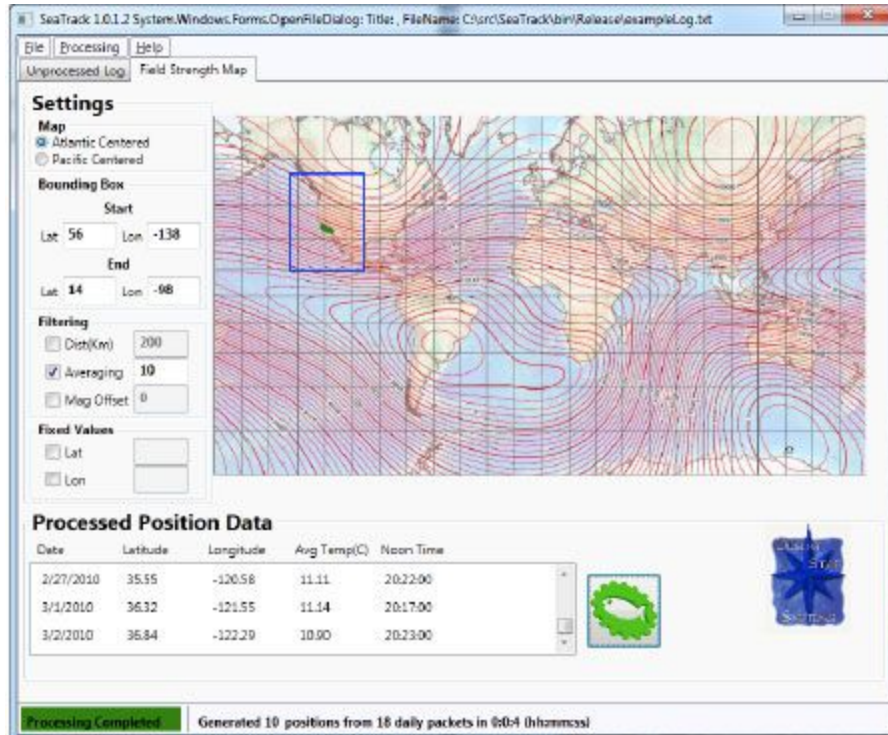 SeaTrack 1.0.1.2 System.Windows.Forms.OpenFileDialog: Title: , FileName: C:\src\SeaTrack\bin\Release\exampleLog.txt
File Processing Help
Unprocessed Log Field Strength Map
Settings
Map
Atlantic Centered
Pacific Centered
Bounding Box
Start
Lat 56 Lon -138
End
Lat 14 Lon -98
Filtering
Dist(Km) 200
Averaging 10
Mag Offset 0
Fixed Values
Lat
Lon
Processed Position Data
Date Latitude Longitude Avg Temp(C) Noon Time
2/27/2010 35.55 -120.58 11.11 20:22:00
3/1/2010 36.32 -121.55 11.14 20:17:00
3/2/2010 36.84 -122.29 10.90 20:23:00
Desert
Star
Systems
Processing Completed Generated 10 positions from 18 daily packets in 0:0:4 (hh:mm:ss)